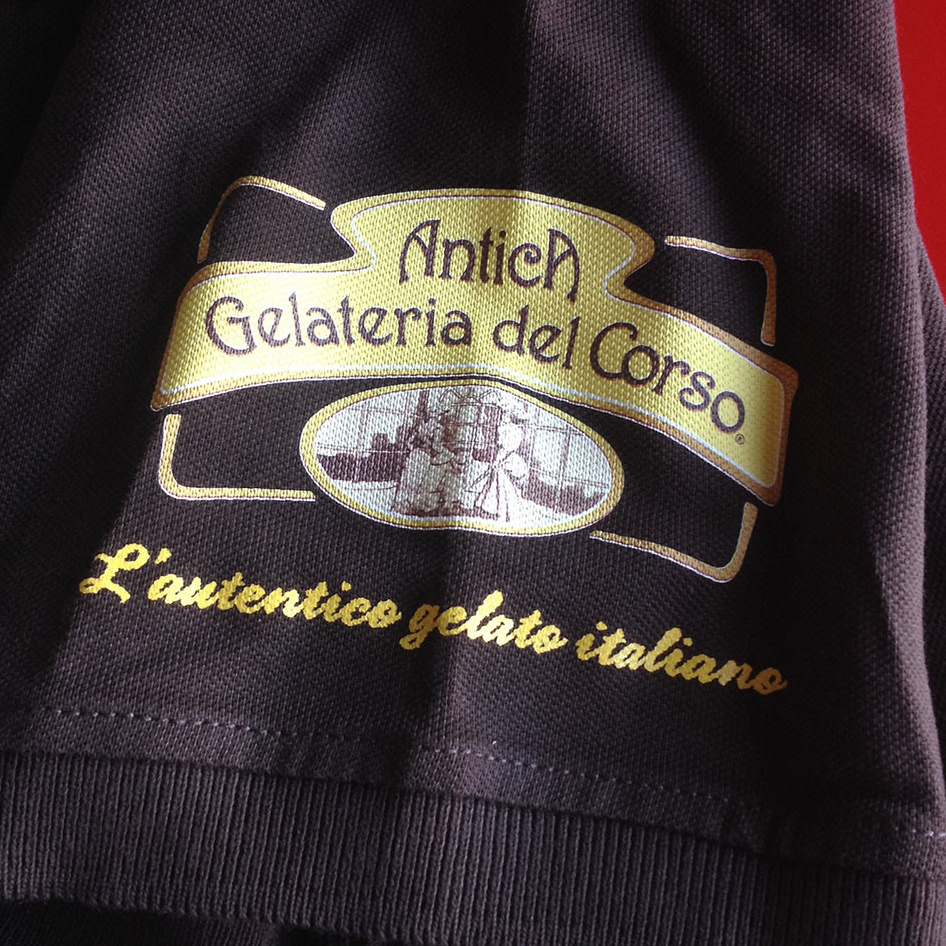 AnticA
Gelateria del Corso®
L'autentico gelato italiano